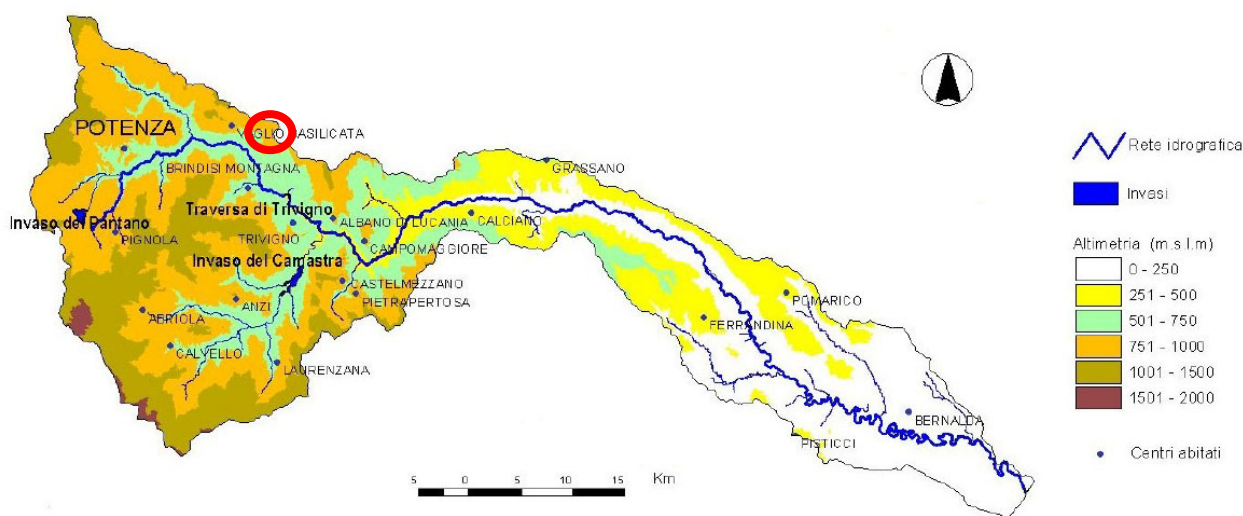 POTENZA
VAGLIO BASILICATA
BRINDISI MONTAGNA
GRASSANO
Traversa di Trivigno
ALBANO DI LUCANIA
CALCIANO
Invaso del Pantano
PIGNOLA
TRIVIGNO
CAMPOMAGGIORE
Invaso del Camastra
CASTELMEZZANO
PIETRAPERTOSA
ANZI
ABRIOLA
POMARICO
FERRANDINA
CALVELLO
LAURENZANA
BERNALDA
PISTICCI
5 0 5 10 15 Km
Rete idrografica
Invasi
Altimetria (m.s l.m)
0 - 250
251 - 500
501 - 750
751 - 1000
1001 - 1500
1501 - 2000
Centri abitati